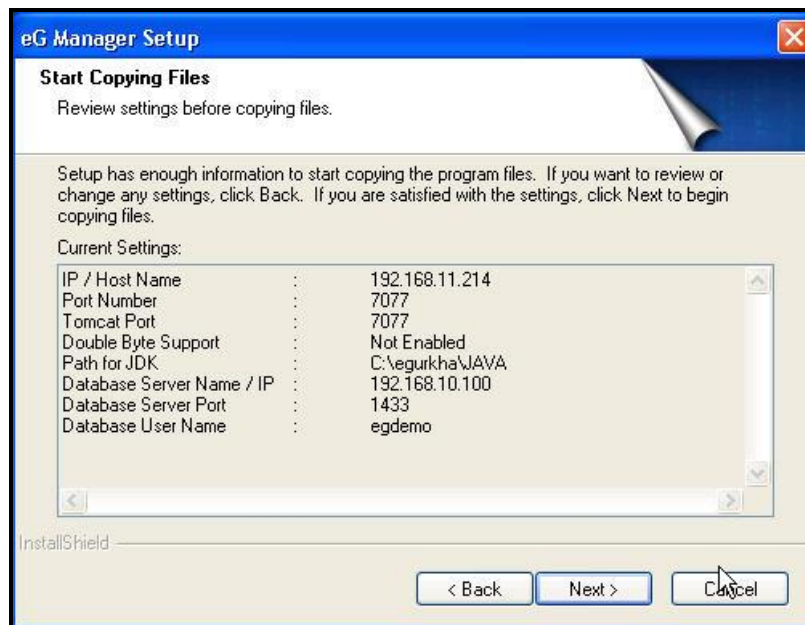 eG Manager Setup
Start Copying Files
Review settings before copying files.
Setup has enough information to start copying the program files. If you want to review or
change any settings, click Back. If you are satisfied with the settings, click Next to begin
copying files.
Current Settings:
IP / Host Name : 192.168.11.214
Port Number : 7077
Tomcat Port : 7077
Double Byte Support : Not Enabled
Path for JDK : C:\egurkha\JAVA
Database Server Name / IP : 192.168.10.100
Database Server Port : 1433
Database User Name : egdemo
InstallShield
< Back Next > Cancel